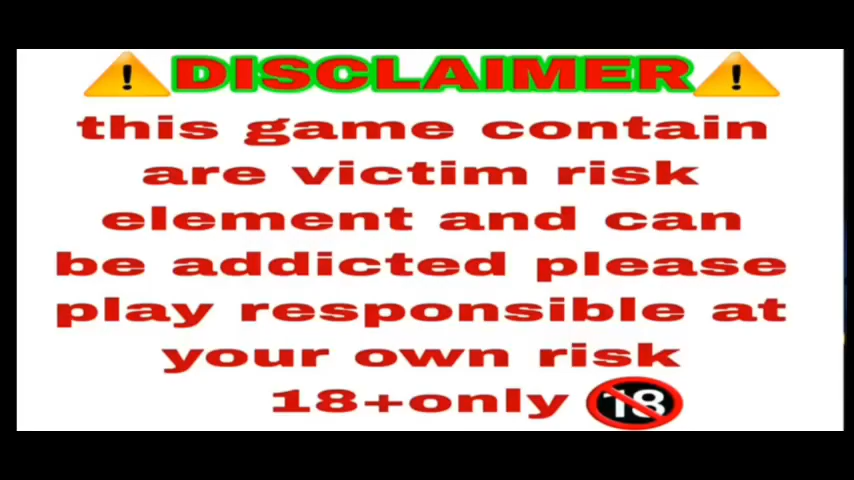 ⚠️DISCLAIMER⚠️
this game contain
are victim risk
element and can
be addicted please
play responsible at
your own risk
18+only 🔞